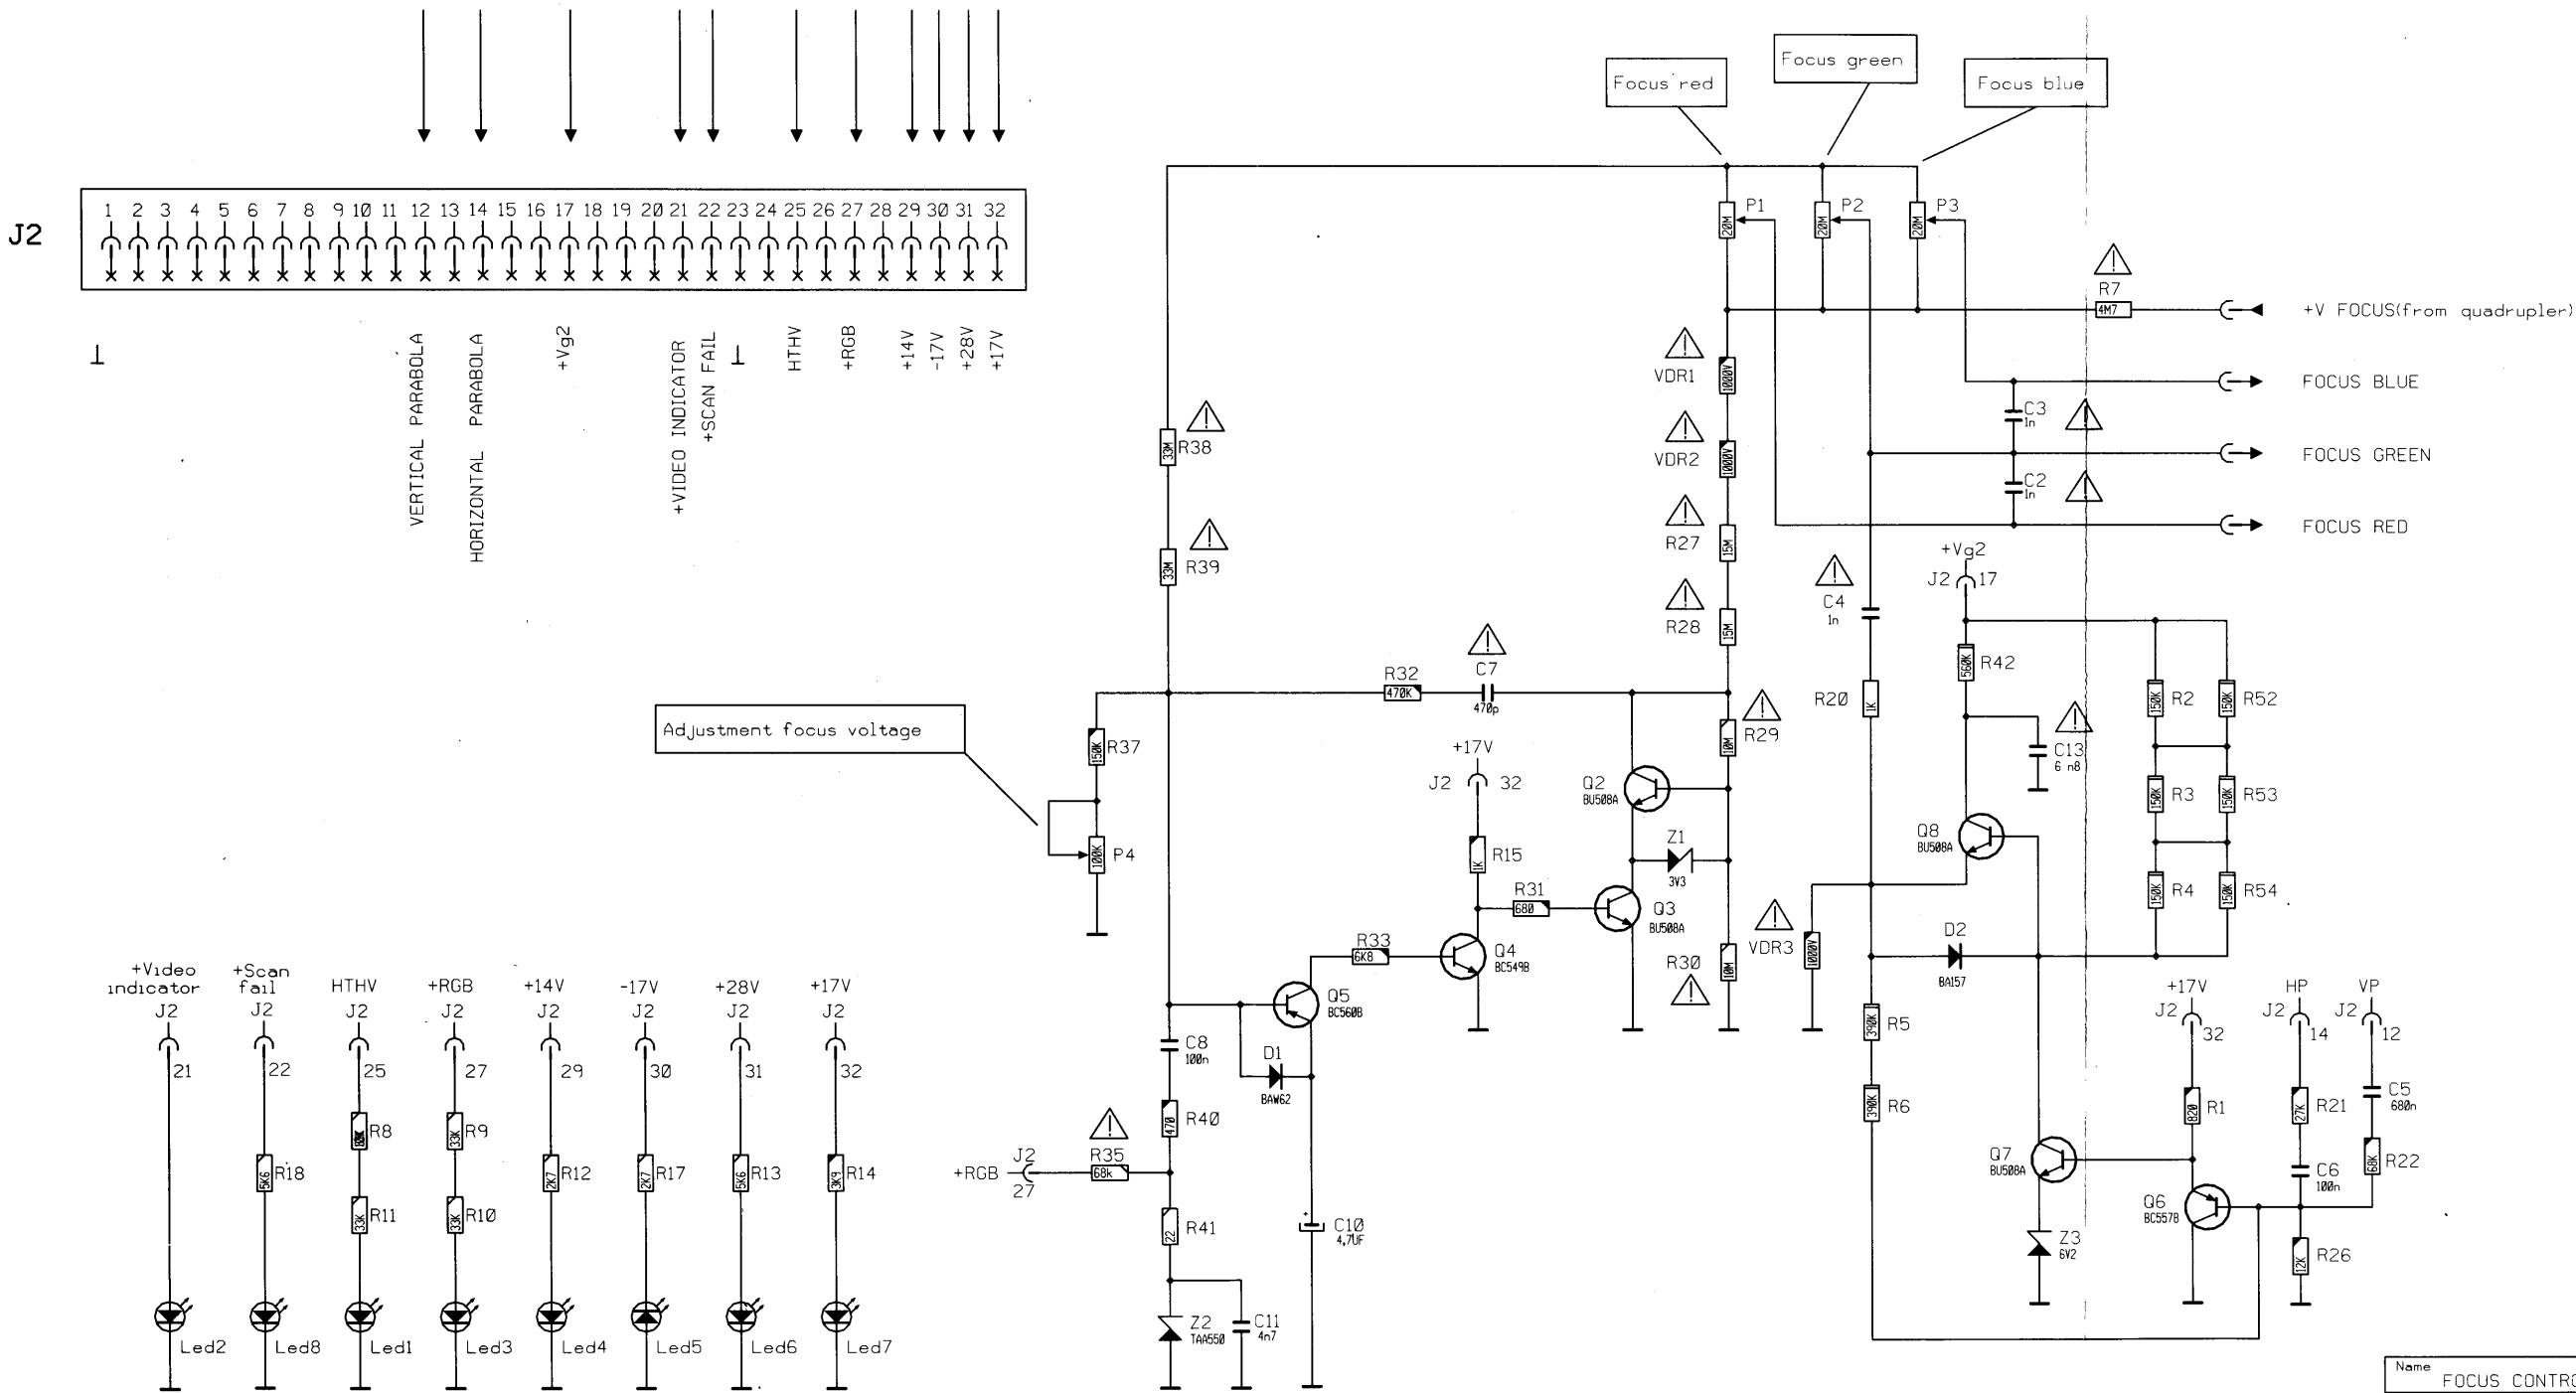 Focus red
Focus green
Focus blue
J2
1 2 3 4 5 6 7 8 9 10 11 12 13 14 15 16 17 18 19 20 21 22 23 24 25 26 27 28 29 30 31 32
VERTICAL PARABOLA
HORIZONTAL PARABOLA
+Vg2
+VIDEO INDICATOR
+SCAN FAIL
HTHV
+RGB
+14V
-17V
+28V
+17V
P1
20M
P2
20M
P3
20M
R7
4M7
+V FOCUS(from quadrupler)
FOCUS BLUE
FOCUS GREEN
FOCUS RED
C3
1n
C2
1n
VDR1
1000V
VDR2
1000V
R27
15M
R28
15M
R38
33M
R39
33M
Adjustment focus voltage
R37
150K
P4
100K
R32
470K
C7
470p
R29
10M
+17V
J2 32
R15
1K
Q2
BU508A
Z1
3V3
R31
680
Q3
BU508A
R33
6K8
Q4
BC549B
R30
10M
Q5
BC560B
C8
100n
D1
BAW62
R40
470
+RGB
J2
27
R35
68k
R41
22
Z2
TAA550
C11
4n7
C10
4,7UF
C4
1n
R20
1K
+Vg2
J2 17
R42
560K
C13
6 n8
R2
150K
R52
150K
R3
150K
R53
150K
R4
150K
R54
150K
Q8
BU508A
VDR3
1000V
D2
BA157
R5
390K
R6
390K
+17V
J2
32
HP
J2
14
VP
J2
12
R1
820
R21
27K
C5
680n
R22
68K
C6
100n
Q7
BU508A
Q6
BC557B
Z3
6V2
R26
12K
+Video
indicator
J2
21
Led2
+Scan
fail
J2
22
R18
5K6
Led8
HTHV
J2
25
R8
R11
33K
Led1
+RGB
J2
27
R9
33K
R10
33K
Led3
+14V
J2
29
R12
2K7
Led4
-17V
J2
30
R17
2K7
Led5
+28V
J2
31
R13
5K6
Led6
+17V
J2
32
R14
3K9
Led7
Name
FOCUS CONTRO